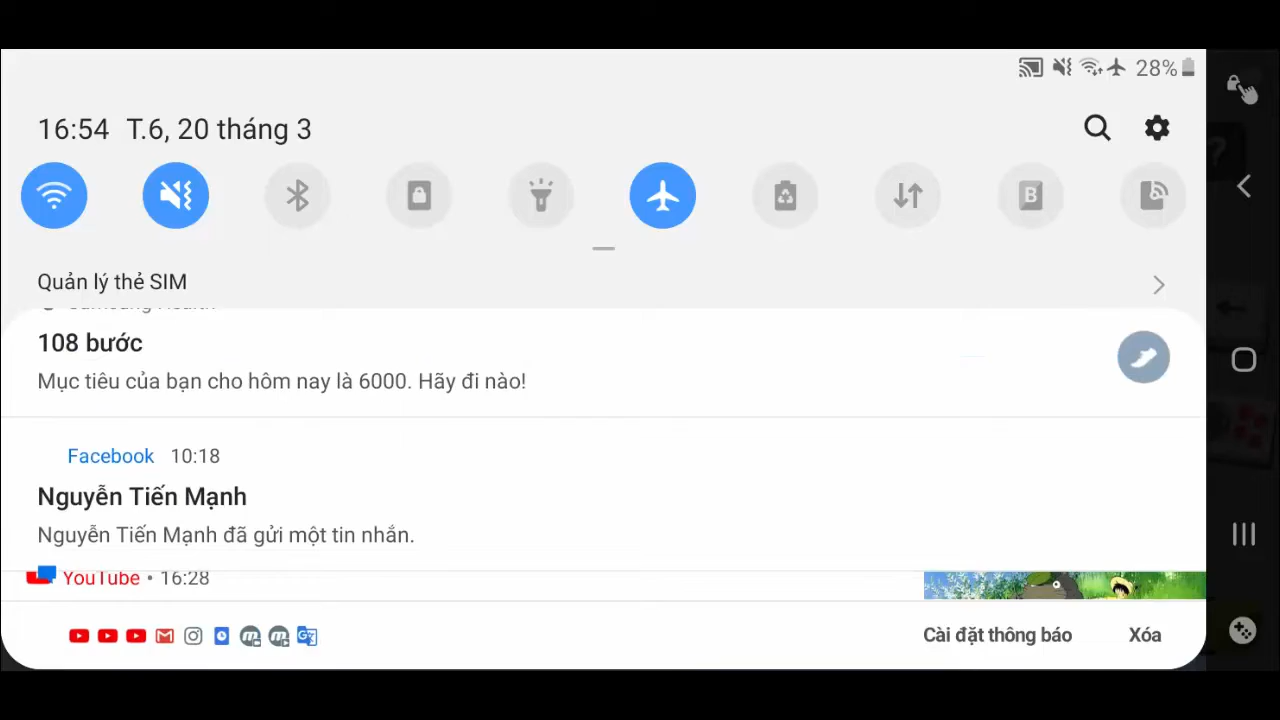 28%
16:54 T.6, 20 tháng 3
B
Quản lý thẻ SIM
Samsung Health
108 bước
Mục tiêu của bạn cho hôm nay là 6000. Hãy đi nào!
Facebook 10:18
Nguyễn Tiến Mạnh
Nguyễn Tiến Mạnh đã gửi một tin nhắn.
YouTube • 16:28
Cài đặt thông báo Xóa